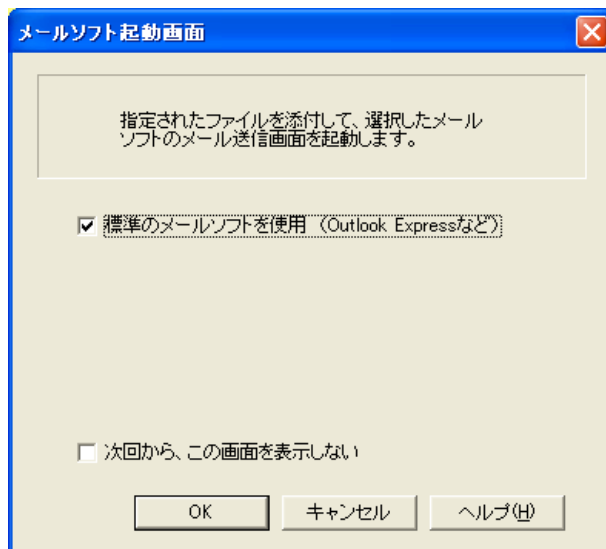 メールソフト起動画面
指定されたファイルを添付して、選択したメール
ソフトのメール送信画面を起動します。
標準のメールソフトを使用 (Outlook Expressなど)
次回から、この画面を表示しない
OK キャンセル ヘルプ(H)